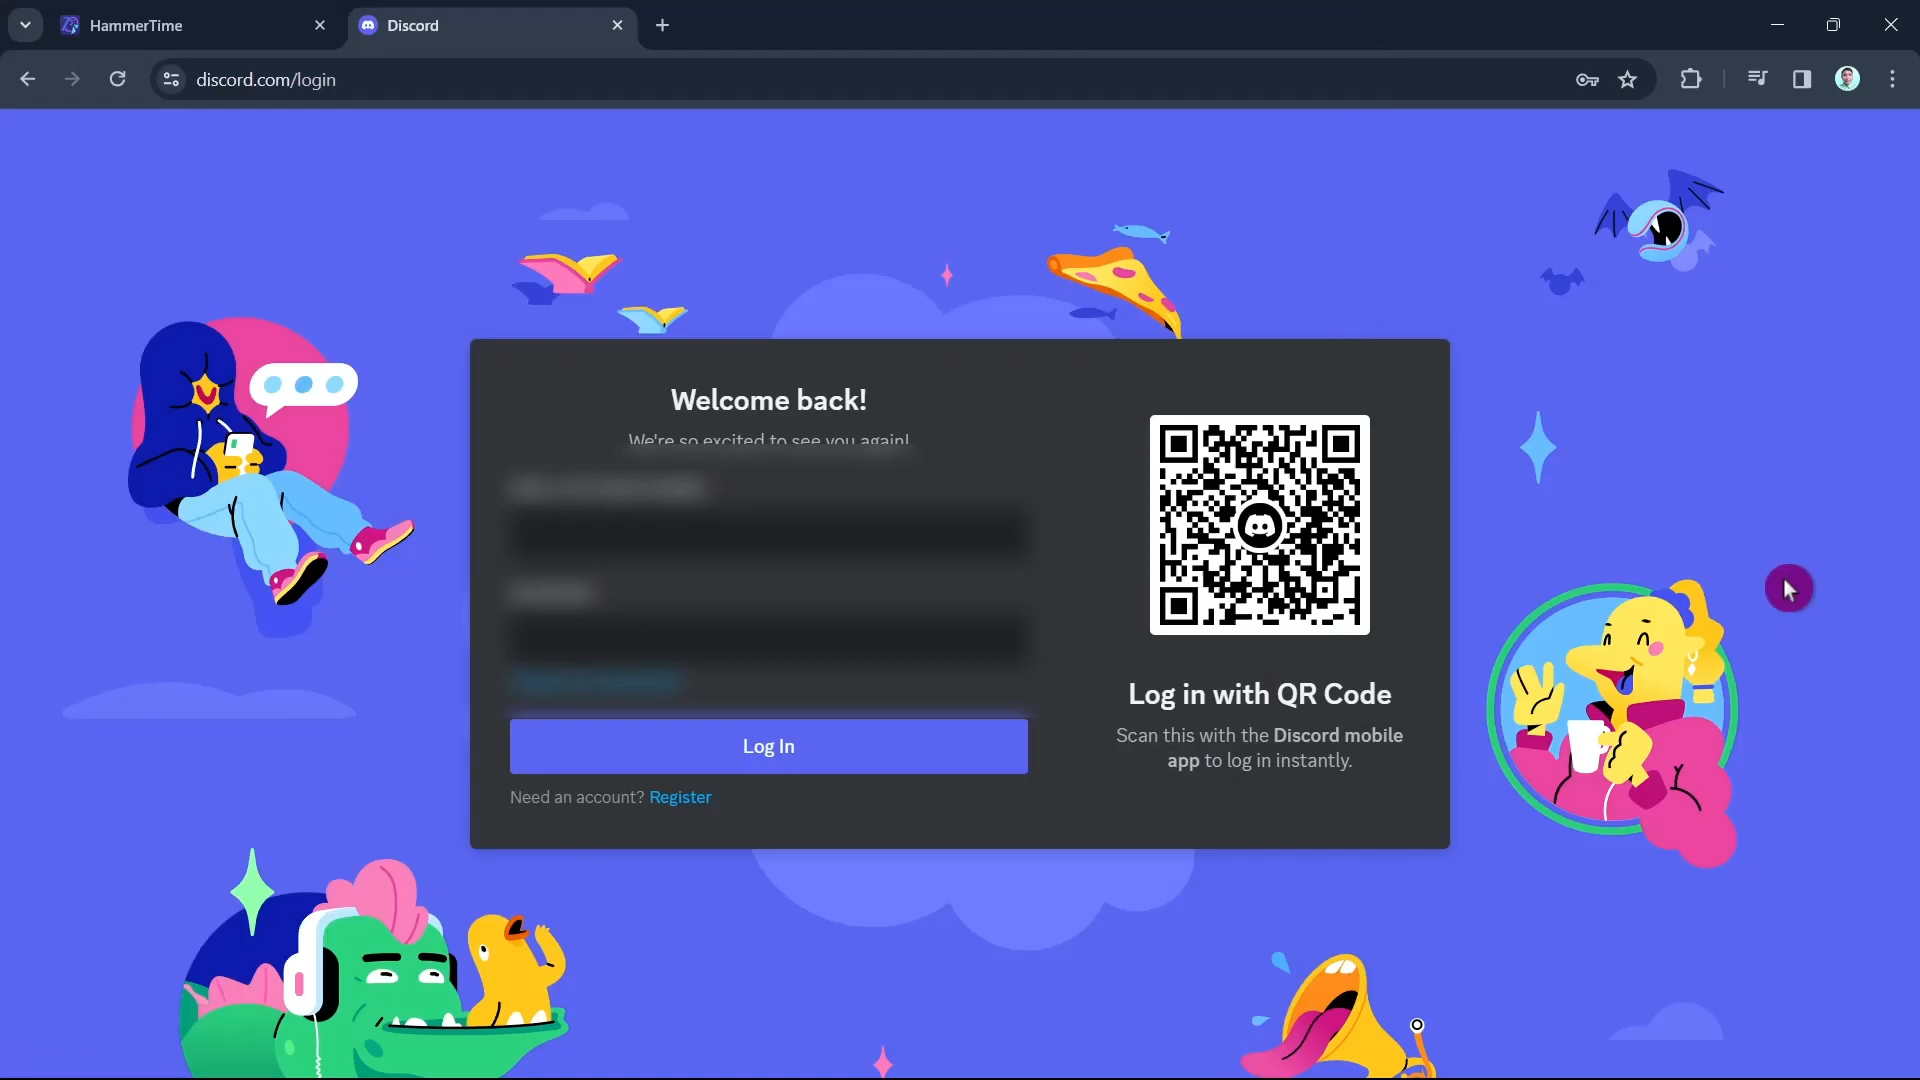 HammerTime
Discord
discord.com/login
Welcome back!
We're so excited to see you again!
Log In
Need an account? Register
Log in with QR Code
Scan this with the Discord mobile
app to log in instantly.